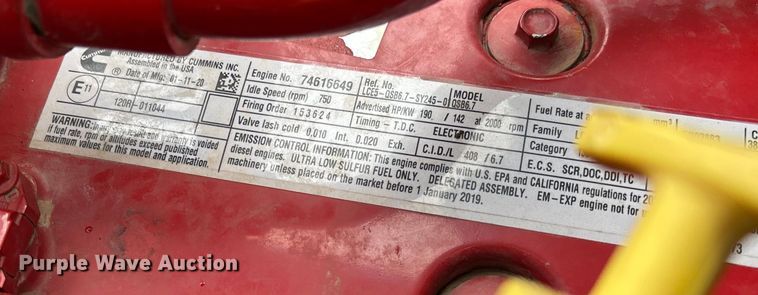 Cummins
MANUFACTURED BY CUMMINS INC.
Assembled in the USA
Date of Mfg: 01-11-20
E11
120R-011044
WARNING:
if fuel rate, rpm or altitudes exceed published
maximum values for this model and application.
Engine No. 74616649
Idle Speed (rpm) 750
Firing Order 153624
Valve lash cold 0.010 Int. 0.020 Exh.
Ref. No.
LCE5-QSB6.7-SY245-0
MODEL
QSB6.7
Advertised HP/KW 190 / 142 at 2000 rpm
Timing - T.D.C. ELECTRONIC
C.I.D./L 408 / 6.7
Fuel Rate at mm³
Family
Category
E.C.S. SCR,DOC,DDI,TC
EMISSION CONTROL INFORMATION: This engine complies with U.S. EPA and CALIFORNIA regulations for 20
diesel engines. ULTRA LOW SULFUR FUEL ONLY. DELEGATED ASSEMBLY. EM-EXP engine not
machinery unless placed on the market before 1 January 2019.
Purple Wave Auction